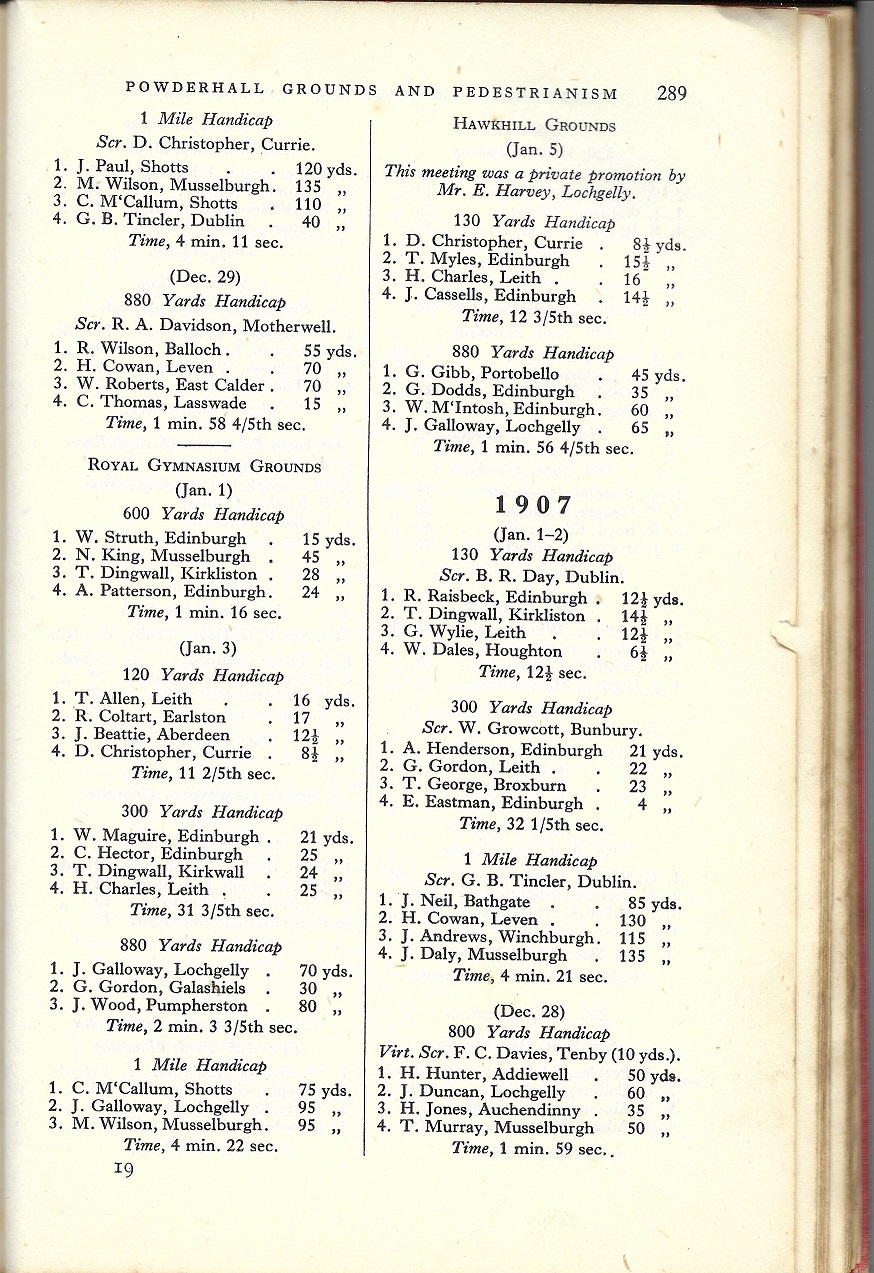 POWDERHALL GROUNDS AND PEDESTRIANISM 289
1 Mile Handicap
Scr. D. Christopher, Currie.
1. J. Paul, Shotts . . 120 yds.
2. M. Wilson, Musselburgh. 135 „
3. C. M‘Callum, Shotts . 110 „
4. G. B. Tincler, Dublin . 40 „
Time, 4 min. 11 sec.
(Dec. 29)
880 Yards Handicap
Scr. R. A. Davidson, Motherwell.
1. R. Wilson, Balloch . . 55 yds.
2. H. Cowan, Leven . . 70 „
3. W. Roberts, East Calder . 70 „
4. C. Thomas, Lasswade . 15 „
Time, 1 min. 58 4/5th sec.
ROYAL GYMNASIUM GROUNDS
(Jan. 1)
600 Yards Handicap
1. W. Struth, Edinburgh . 15 yds.
2. N. King, Musselburgh . 45 „
3. T. Dingwall, Kirkliston . 28 „
4. A. Patterson, Edinburgh. 24 „
Time, 1 min. 16 sec.
(Jan. 3)
120 Yards Handicap
1. T. Allen, Leith . . 16 yds.
2. R. Coltart, Earlston . 17 „
3. J. Beattie, Aberdeen . 12½ „
4. D. Christopher, Currie . 8½ „
Time, 11 2/5th sec.
300 Yards Handicap
1. W. Maguire, Edinburgh . 21 yds.
2. C. Hector, Edinburgh . 25 „
3. T. Dingwall, Kirkwall . 24 „
4. H. Charles, Leith . . 25 „
Time, 31 3/5th sec.
880 Yards Handicap
1. J. Galloway, Lochgelly . 70 yds.
2. G. Gordon, Galashiels . 30 „
3. J. Wood, Pumpherston . 80 „
Time, 2 min. 3 3/5th sec.
1 Mile Handicap
1. C. M‘Callum, Shotts . 75 yds.
2. J. Galloway, Lochgelly . 95 „
3. M. Wilson, Musselburgh. 95 „
Time, 4 min. 22 sec.
19
HAWKHILL GROUNDS
(Jan. 5)
This meeting was a private promotion by
Mr. E. Harvey, Lochgelly.
130 Yards Handicap
1. D. Christopher, Currie . 8½ yds.
2. T. Myles, Edinburgh . 15½ „
3. H. Charles, Leith . . 16 „
4. J. Cassells, Edinburgh . 14½ „
Time, 12 3/5th sec.
880 Yards Handicap
1. G. Gibb, Portobello . 45 yds.
2. G. Dodds, Edinburgh . 35 „
3. W. M‘Intosh, Edinburgh. 60 „
4. J. Galloway, Lochgelly . 65 „
Time, 1 min. 56 4/5th sec.
1907
(Jan. 1–2)
130 Yards Handicap
Scr. B. R. Day, Dublin.
1. R. Raisbeck, Edinburgh . 12½ yds.
2. T. Dingwall, Kirkliston . 14½ „
3. G. Wylie, Leith . . 12½ „
4. W. Dales, Houghton . 6½ „
Time, 12½ sec.
300 Yards Handicap
Scr. W. Growcott, Bunbury.
1. A. Henderson, Edinburgh 21 yds.
2. G. Gordon, Leith . . 22 „
3. T. George, Broxburn . 23 „
4. E. Eastman, Edinburgh . 4 „
Time, 32 1/5th sec.
1 Mile Handicap
Scr. G. B. Tincler, Dublin.
1. J. Neil, Bathgate . . 85 yds.
2. H. Cowan, Leven . . 130 „
3. J. Andrews, Winchburgh. 115 „
4. J. Daly, Musselburgh . 135 „
Time, 4 min. 21 sec.
(Dec. 28)
800 Yards Handicap
Virt. Scr. F. C. Davies, Tenby (10 yds.).
1. H. Hunter, Addiewell . 50 yds.
2. J. Duncan, Lochgelly . 60 „
3. H. Jones, Auchendinny . 35 „
4. T. Murray, Musselburgh 50 „
Time, 1 min. 59 sec.